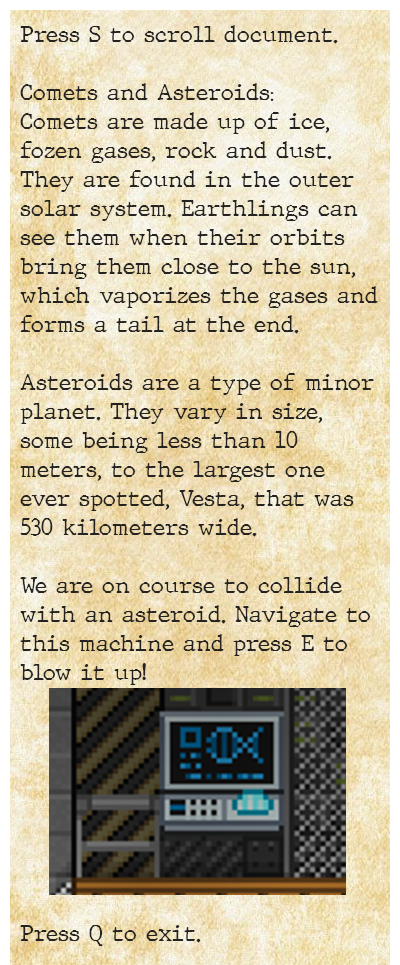 Press S to scroll document.
Comets and Asteroids:
Comets are made up of ice,
fozen gases, rock and dust.
They are found in the outer
solar system. Earthlings can
see them when their orbits
bring them close to the sun,
which vaporizes the gases and
forms a tail at the end.
Asteroids are a type of minor
planet. They vary in size,
some being less than 10
meters, to the largest one
ever spotted, Vesta, that was
530 kilometers wide.
We are on course to collide
with an asteroid. Navigate to
this machine and press E to
blow it up!
Press Q to exit.